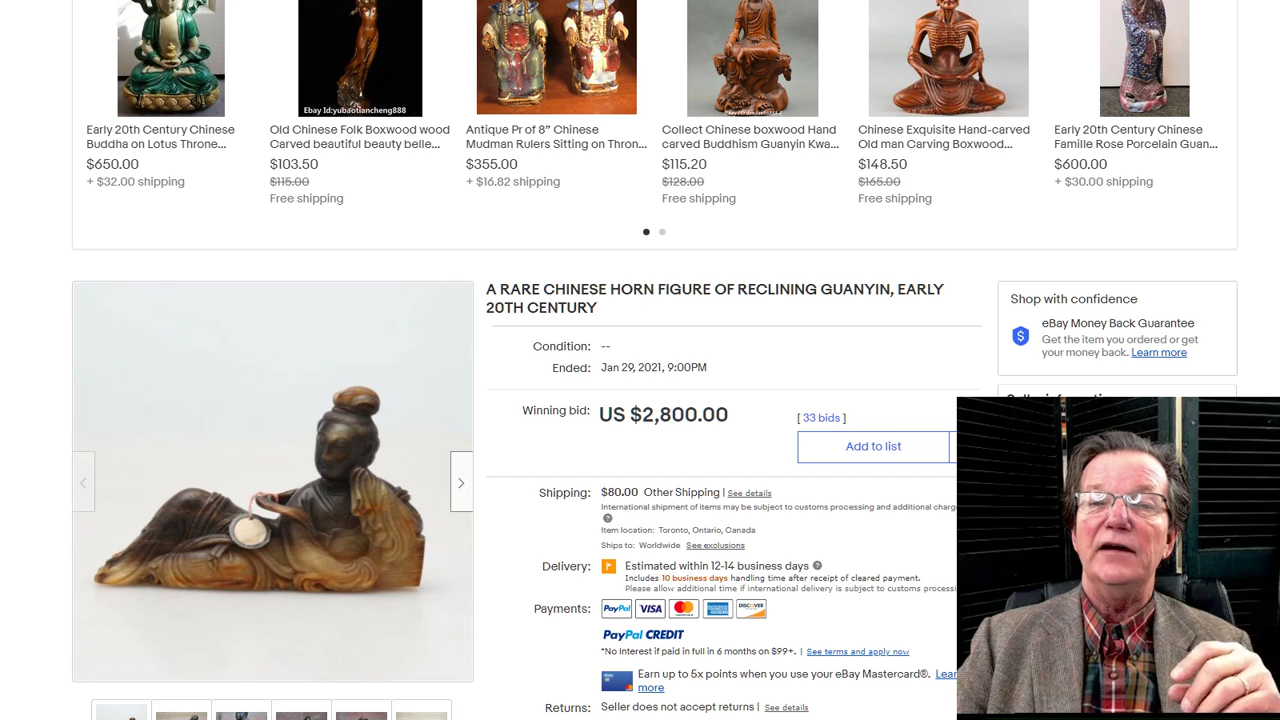 Ebay Id:yubaotiancheng888
Early 20th Century Chinese
Buddha on Lotus Throne...
$650.00
+ $32.00 shipping
Old Chinese Folk Boxwood wood
Carved beautiful beauty belle...
$103.50
$115.00
Free shipping
Antique Pr of 8” Chinese
Mudman Rulers Sitting on Thron...
$355.00
+ $16.82 shipping
Collect Chinese boxwood Hand
carved Buddhism Guanyin Kwa...
$115.20
$128.00
Free shipping
Chinese Exquisite Hand-carved
Old man Carving Boxwood...
$148.50
$165.00
Free shipping
Early 20th Century Chinese
Famille Rose Porcelain Guan...
$600.00
+ $30.00 shipping
A RARE CHINESE HORN FIGURE OF RECLINING GUANYIN, EARLY
20TH CENTURY
Condition: --
Ended: Jan 29, 2021, 9:00PM
Winning bid: US $2,800.00
[ 33 bids ]
Add to list
Shipping: $80.00 Other Shipping | See details
International shipment of items may be subject to customs processing and additional
Item location: Toronto, Ontario, Canada
Ships to: Worldwide See exclusions
Delivery: Estimated within 12-14 business days
Includes 10 business days handling time after receipt of cleared payment.
Please allow additional time if international delivery is subject to customs
Payments: PayPal VISA MasterCard AMERICAN EXPRESS DISCOVER
PayPal CREDIT
*No Interest if paid in full in 6 months on $99+. | See terms and apply now
Earn up to 5x points when you use your eBay Mastercard®.
more
Returns: Seller does not accept returns | See details
Shop with confidence
eBay Money Back Guarantee
Get the item you ordered or get
your money back. Learn more